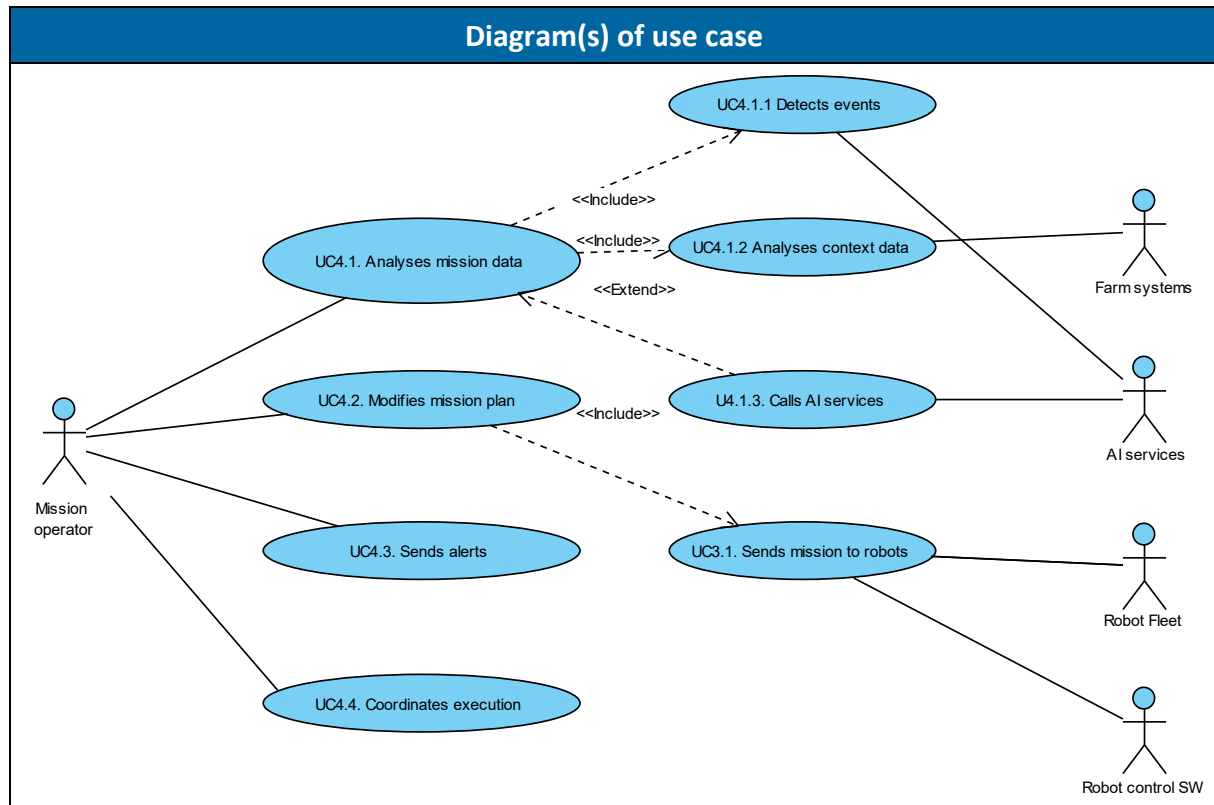 Diagram(s) of use case
UC4.1.1 Detects events
<<Include>>
<<Include>>
UC4.1. Analyses mission data
UC4.1.2 Analyses context data
<<Extend>>
Farm systems
UC4.2. Modifies mission plan
<<Include>>
U4.1.3. Calls AI services
AI services
Mission
operator
UC4.3. Sends alerts
UC3.1. Sends mission to robots
Robot Fleet
UC4.4. Coordinates execution
Robot control SW